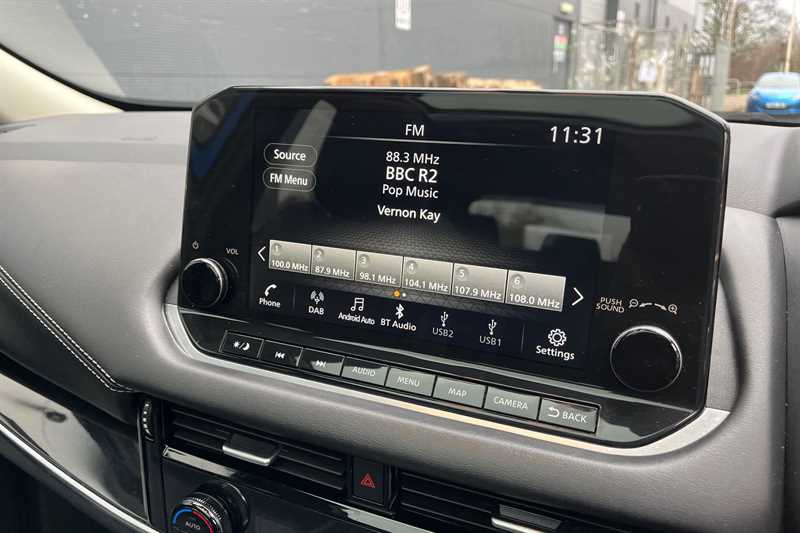 FM
11:31
Source
FM Menu
88.3 MHz
BBC R2
Pop Music
Vernon Kay
1
100.0 MHz
2
87.9 MHz
3
98.1 MHz
4
104.1 MHz
5
107.9 MHz
6
108.0 MHz
VOL
PUSH
SOUND
Phone
DAB
Android Auto
BT Audio
USB2
USB1
Settings
AUDIO
MENU
MAP
CAMERA
BACK
AUTO